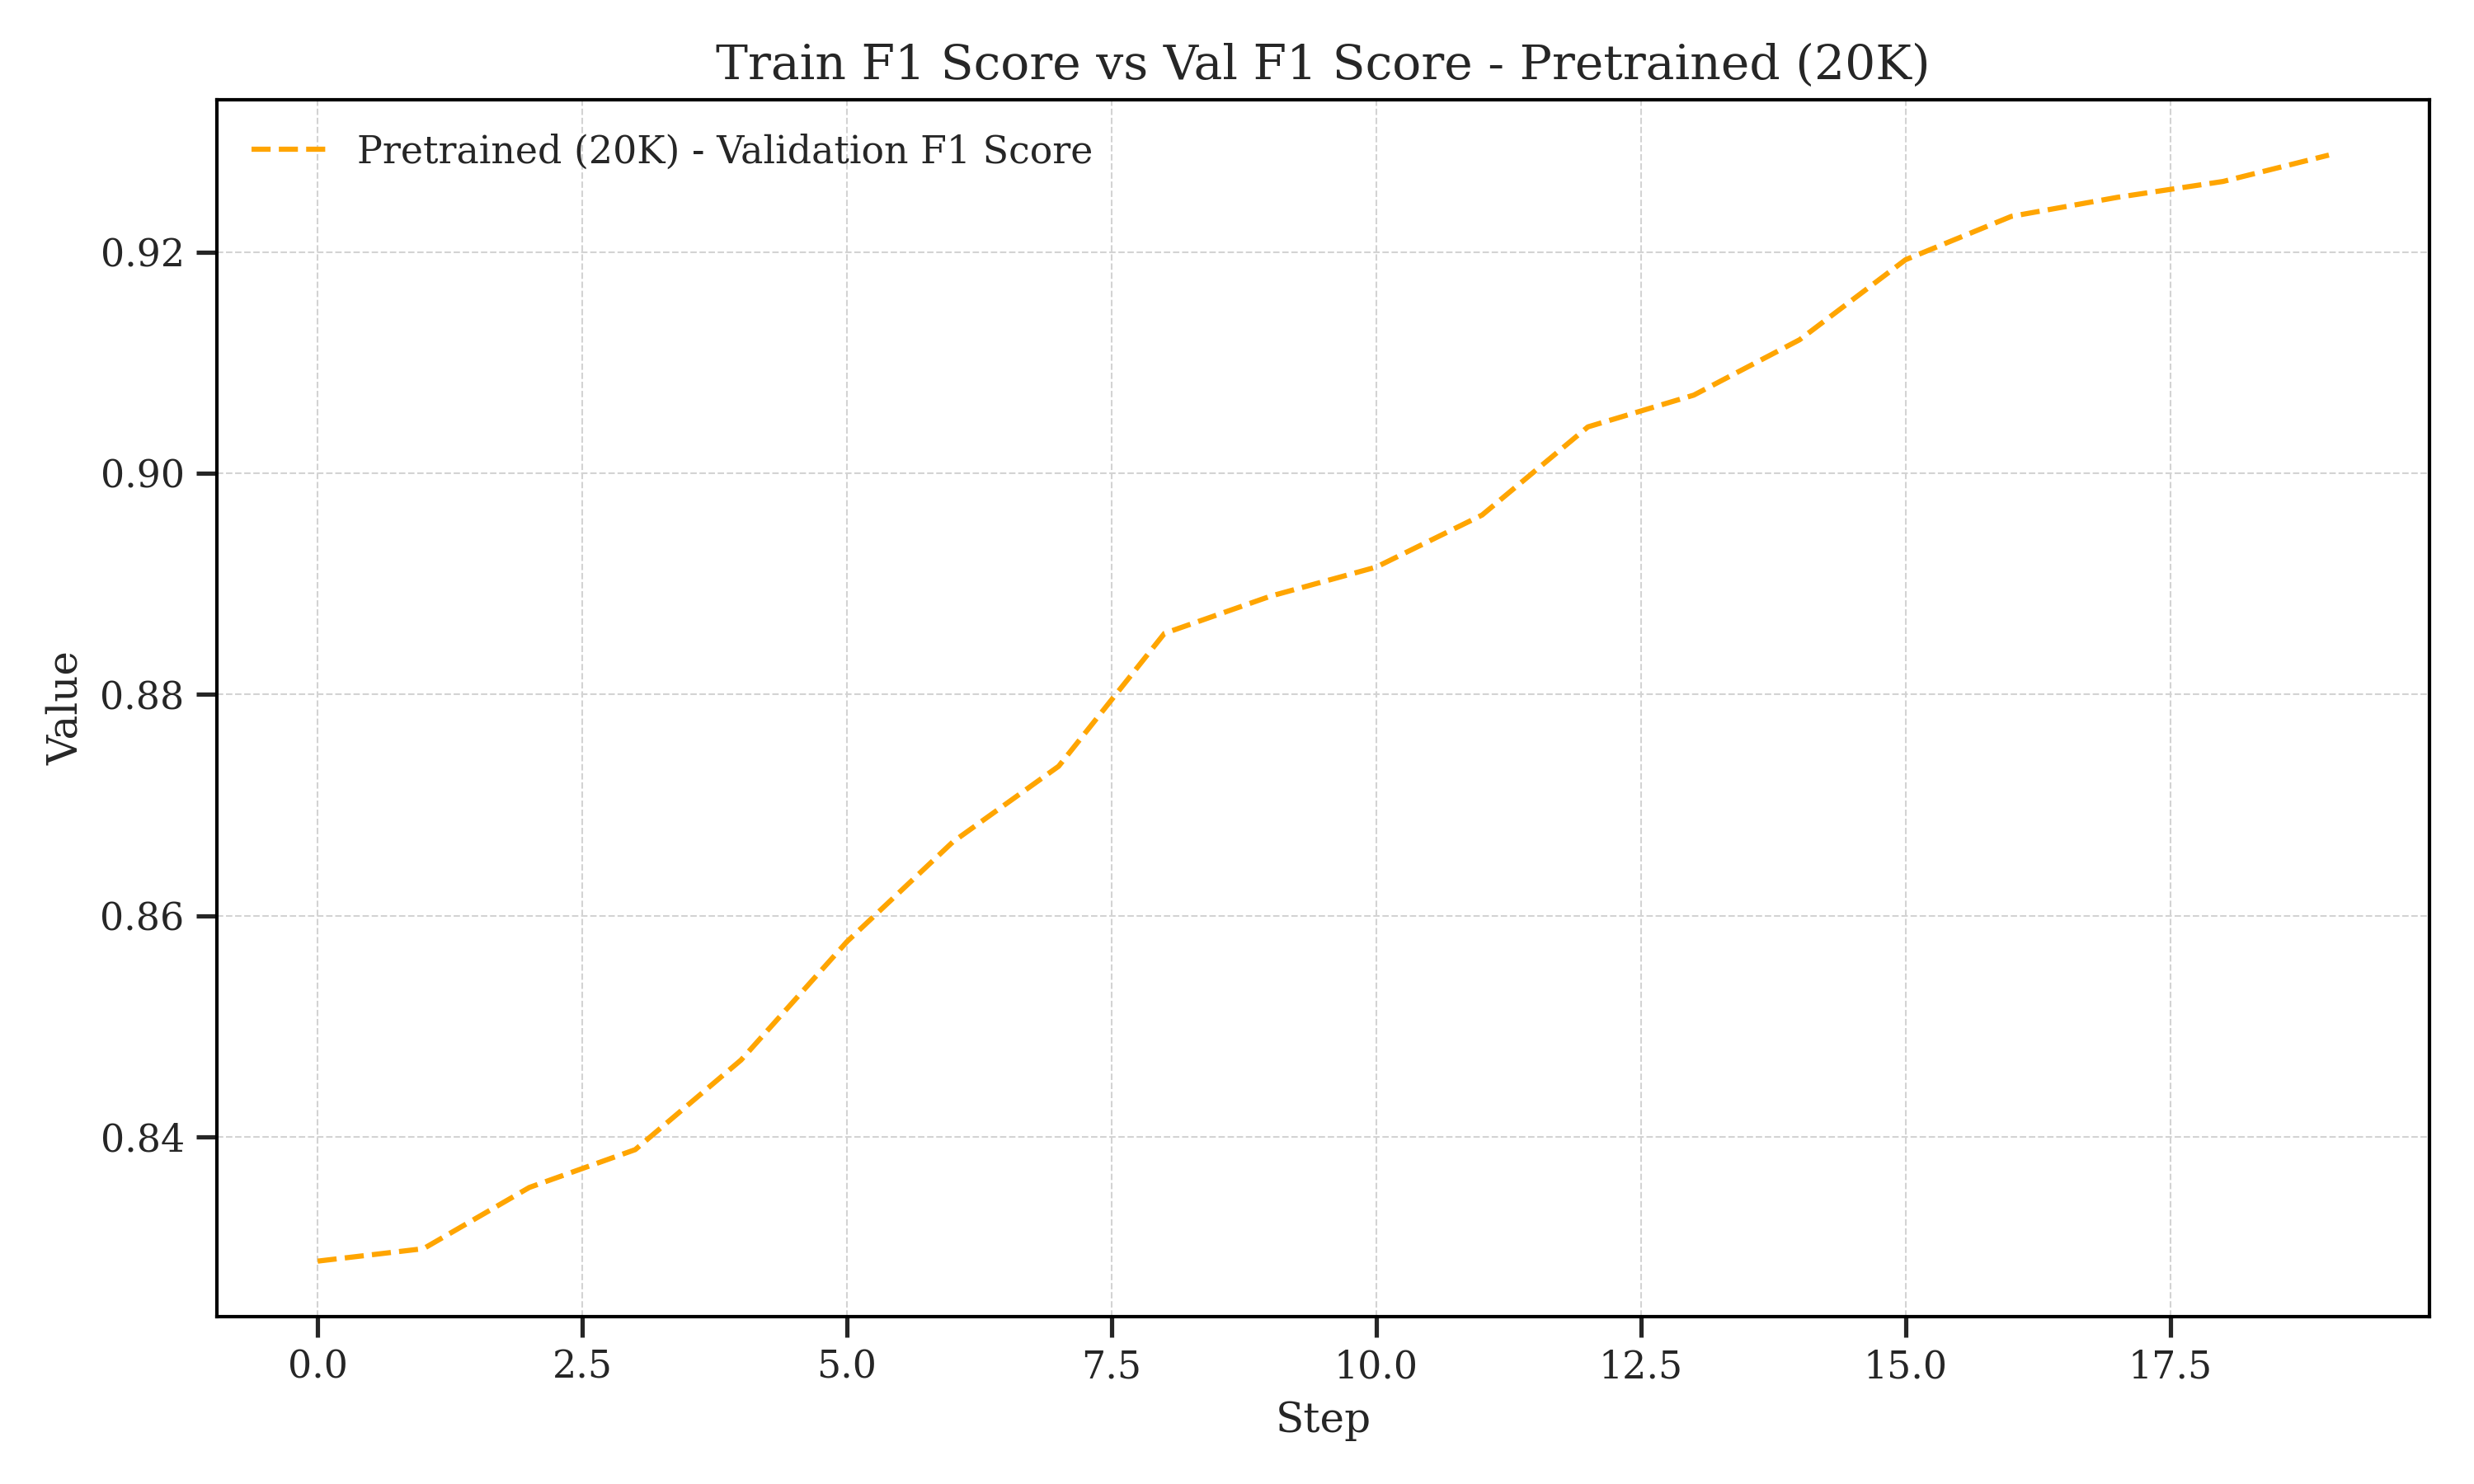 Train F1 Score vs Val F1 Score - Pretrained (20K)
Pretrained (20K) - Validation F1 Score
0.92
0.90
0.88
0.86
0.84
Value
0.0 2.5 5.0 7.5 10.0 12.5 15.0 17.5
Step